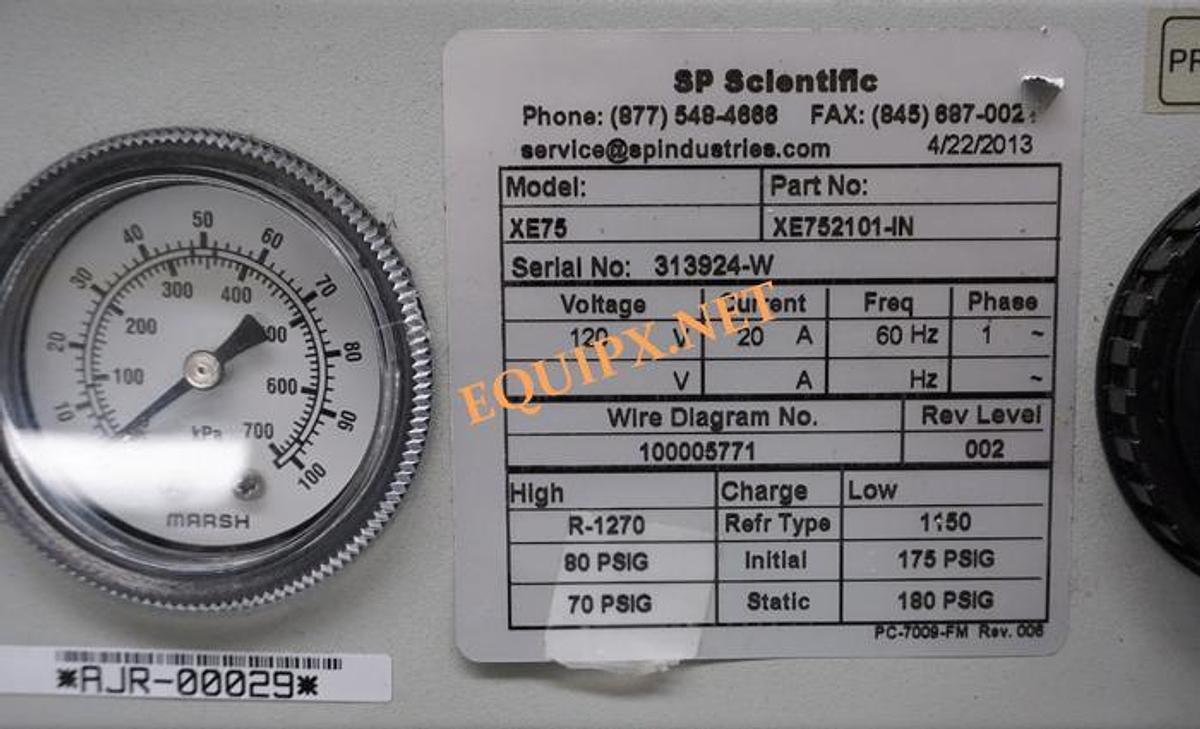 SP Scientific
Phone: (877) 548-4666 FAX: (845) 687-002
service@spindustries.com 4/22/2013
Model: Part No:
XE75 XE752101-IN
Serial No: 313924-W
Voltage Current Freq Phase
120 V 20 A 60 Hz 1 ~
V A Hz ~
Wire Diagram No. Rev Level
100005771 002
High Charge Low
R-1270 Refr Type
80 PSIG Initial 175 PSIG
70 PSIG Static 180 PSIG
PC-7009-FM Rev. 006
EQUIPX.NET
10 20 30 40 50 60 70 80 90 100
100 200 300 400 600 700
kPa
MARSH
*AJR-00029*
PR